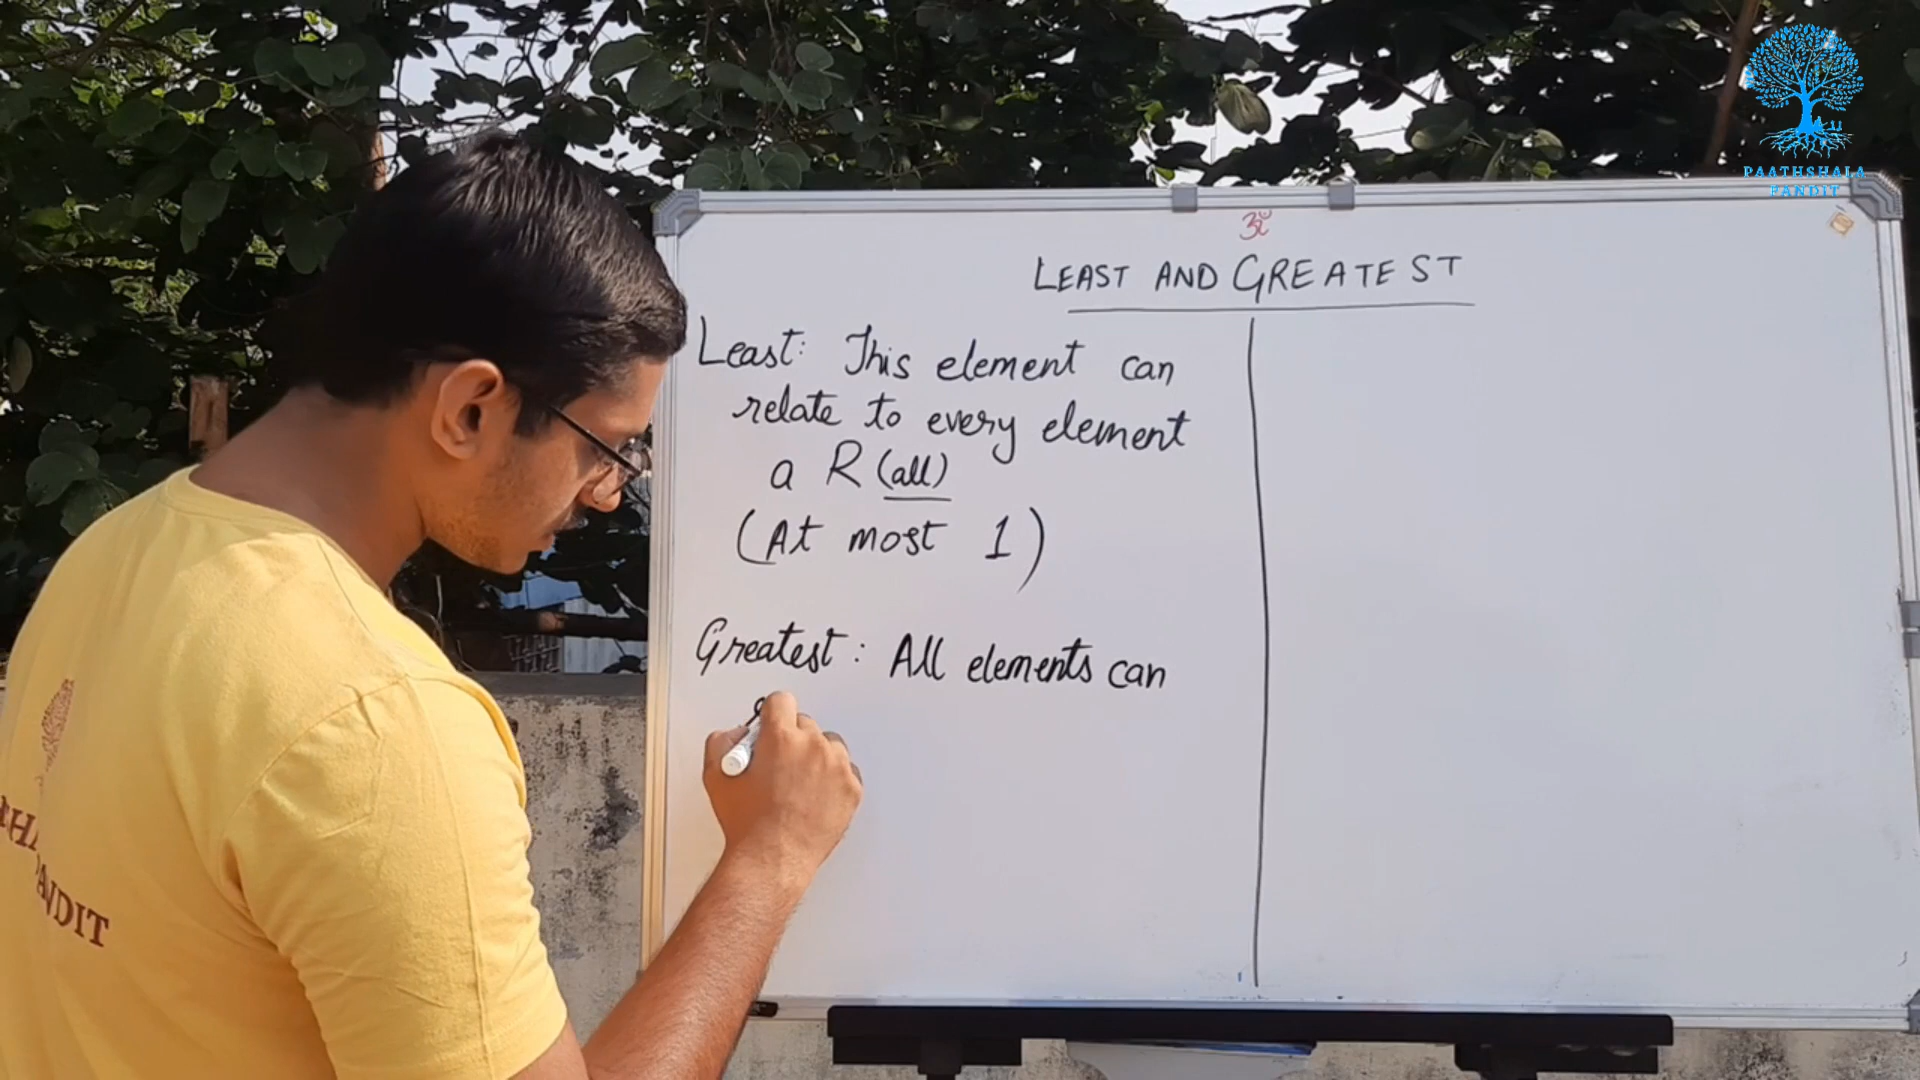 PAATHSHALA
PANDIT
ॐ
LEAST AND GREATEST
Least: This element can
relate to every element
a R (all)
(At most 1)
Greatest: All elements can
PANDIT